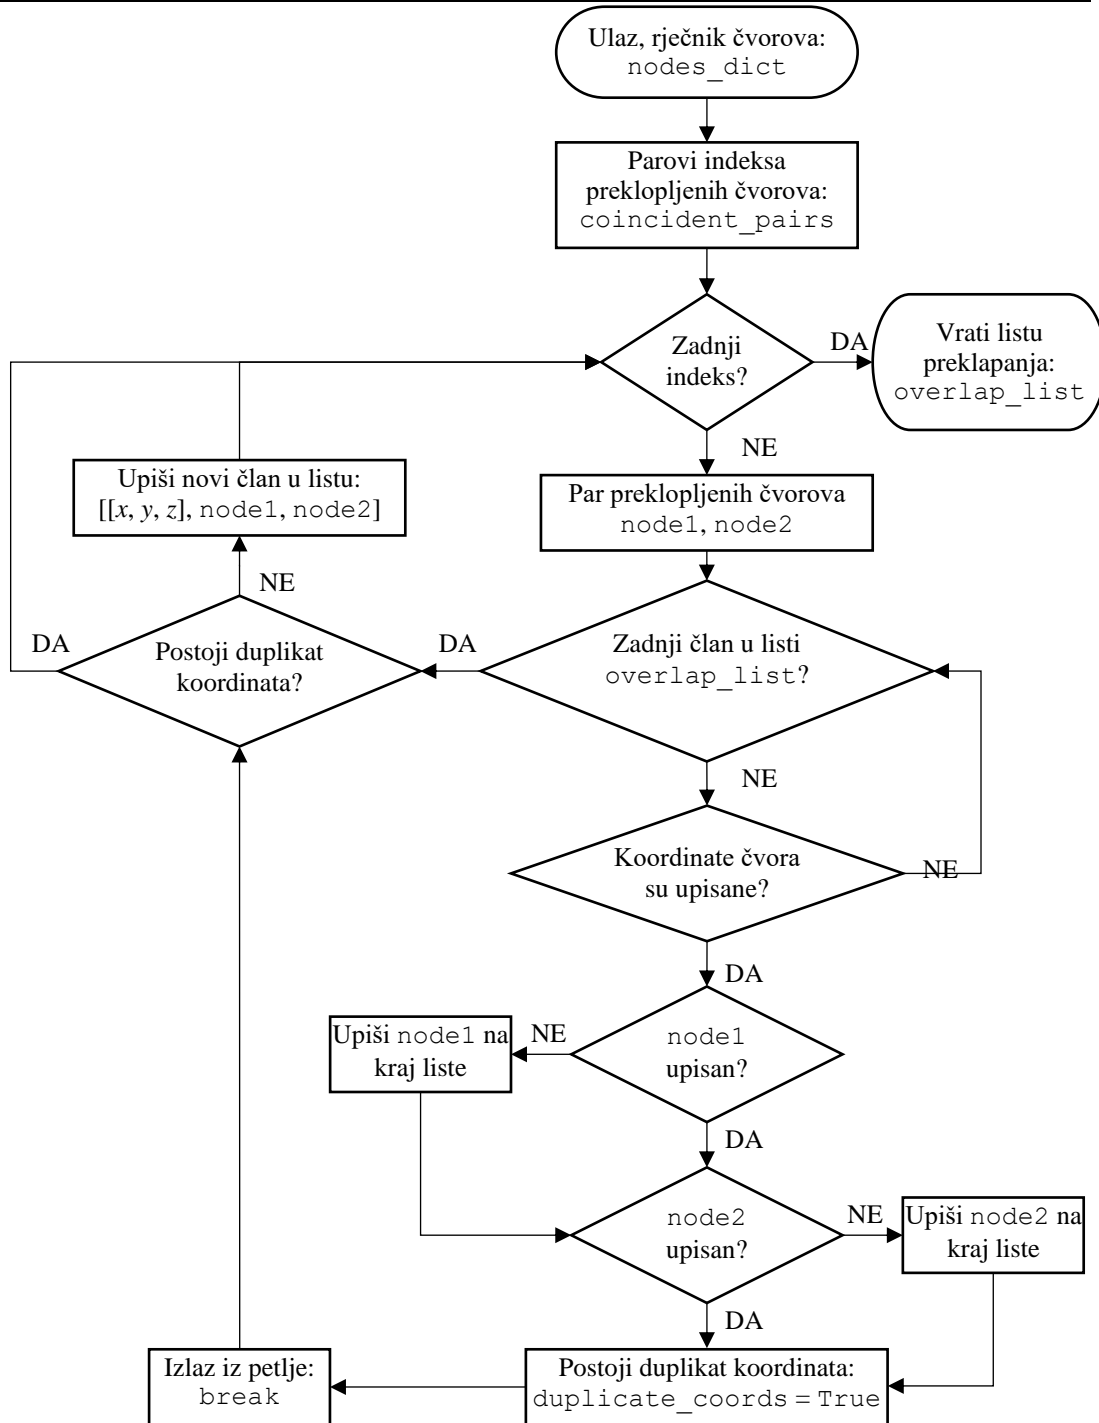 Ulaz, rječnik čvorova:
nodes_dict
Parovi indeksa
preklopljenih čvorova:
coincident_pairs
Zadnji
indeks?
DA
Vrati listu
preklapanja:
overlap_list
NE
Upiši novi član u listu:
[[x, y, z], node1, node2]
Par preklopljenih čvorova
node1, node2
NE
DA
Postoji duplikat
koordinata?
DA
Zadnji član u listi
overlap_list?
NE
Koordinate čvora
su upisane?
NE
DA
Upiši node1 na
kraj liste
NE
node1
upisan?
DA
node2
upisan?
NE
Upiši node2 na
kraj liste
DA
Izlaz iz petlje:
break
Postoji duplikat koordinata:
duplicate_coords = True